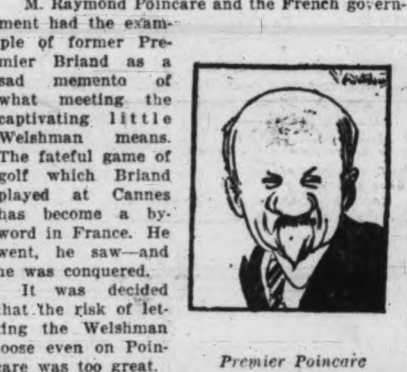 M. Raymond Poincare and the French govern-
ment had the exam-
ple of former Pre-
mier Briand as a
sad memento of
what meeting the
captivating little
Welshman means.
The fateful game of
golf which Briand
played at Cannes
has become a by-
word in France. He
went, he saw—and
he was conquered.
It was decided
that the risk of let-
ting the Welshman
loose even on Poin-
care was too great.
Premier Poincare